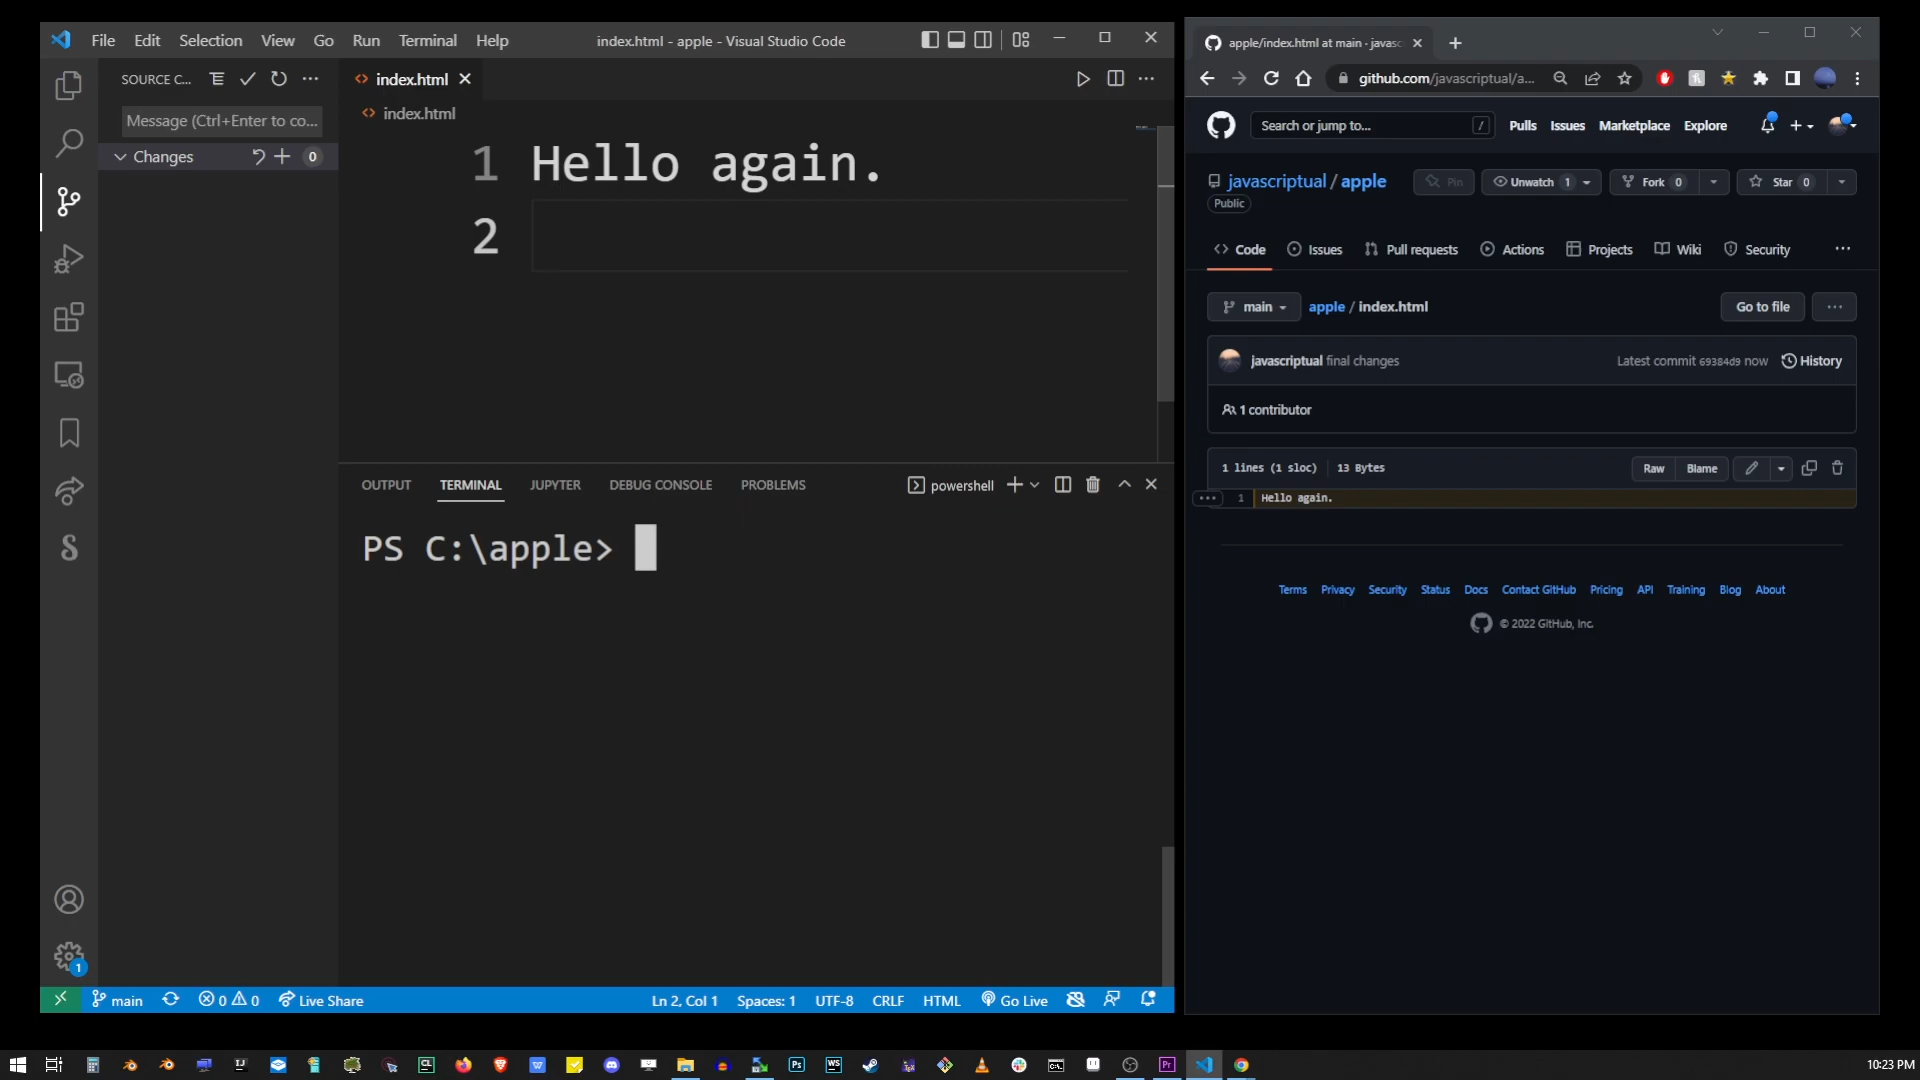 File Edit Selection View Go Run Terminal Help
index.html - apple - Visual Studio Code
SOURCE C...
Message (Ctrl+Enter to co...
Changes 0
index.html
index.html
1 Hello again.
2
OUTPUT TERMINAL JUPYTER DEBUG CONSOLE PROBLEMS
powershell
PS C:\apple>
1
main 0 0 Live Share
Ln 2, Col 1 Spaces: 1 UTF-8 CRLF HTML Go Live
apple/index.html at main · javasc
github.com/javascriptual/a...
Search or jump to... /
Pulls Issues Marketplace Explore
javascriptual / apple
Pin Unwatch 1 Fork 0 Star 0
Public
Code Issues Pull requests Actions Projects Wiki Security
main apple / index.html Go to file
javascriptual final changes Latest commit 69384d9 now History
1 contributor
1 lines (1 sloc) 13 Bytes Raw Blame
1 Hello again.
Terms Privacy Security Status Docs Contact GitHub Pricing API Training Blog About
© 2022 GitHub, Inc.
10:23 PM